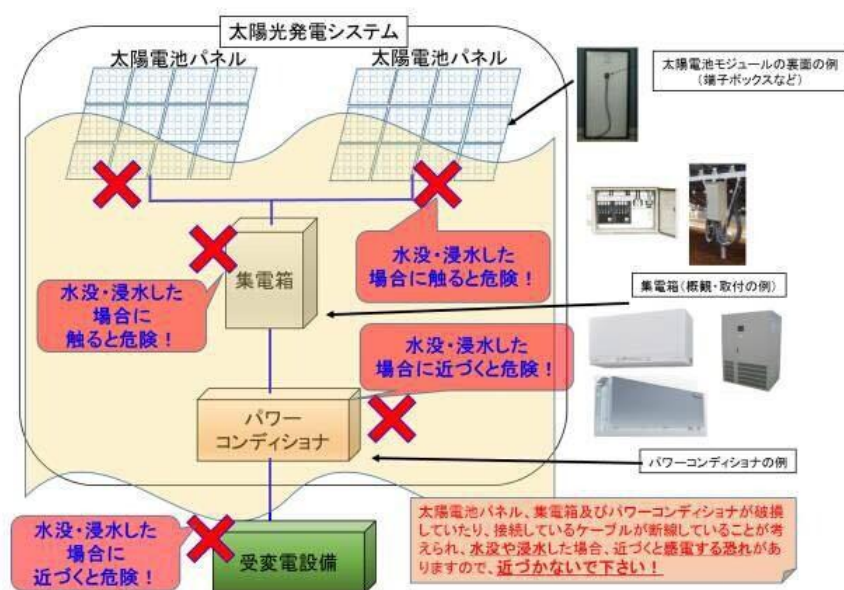 太陽光発電システム
太陽電池パネル
太陽電池パネル
太陽電池モジュールの裏面の例
(端子ボックスなど)
水没・浸水した
場合に触ると危険！
集電箱
水没・浸水した
場合に
触ると危険！
集電箱(概観・取付の例)
水没・浸水した
場合に近づくと危険！
パワー
コンディショナ
パワーコンディショナの例
水没・浸水した
場合に
近づくと危険！
受変電設備
太陽電池パネル、集電箱及びパワーコンディショナが破損
していたり、接続しているケーブルが断線していることが考
えられ、水没や浸水した場合、近づくと感電する恐れがあ
りますので、近づかないで下さい！